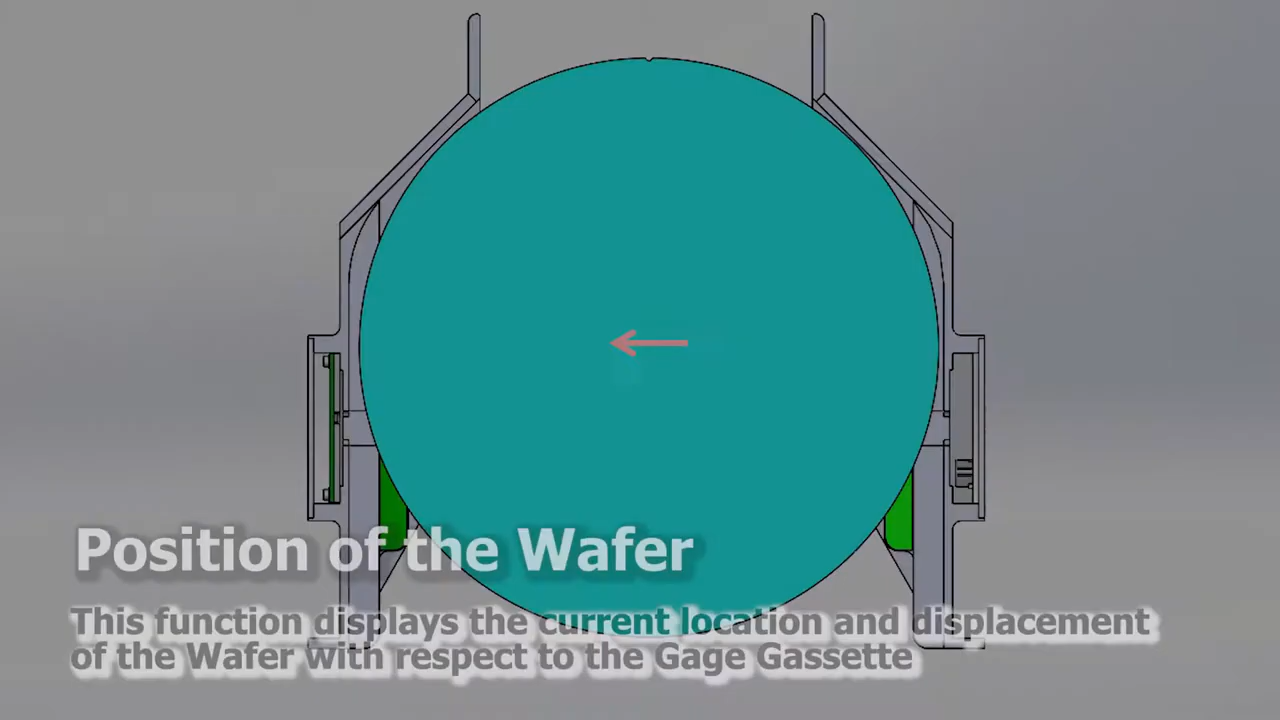 Position of the Wafer
This function displays the current location and displacement
of the Wafer with respect to the Gage Gassette